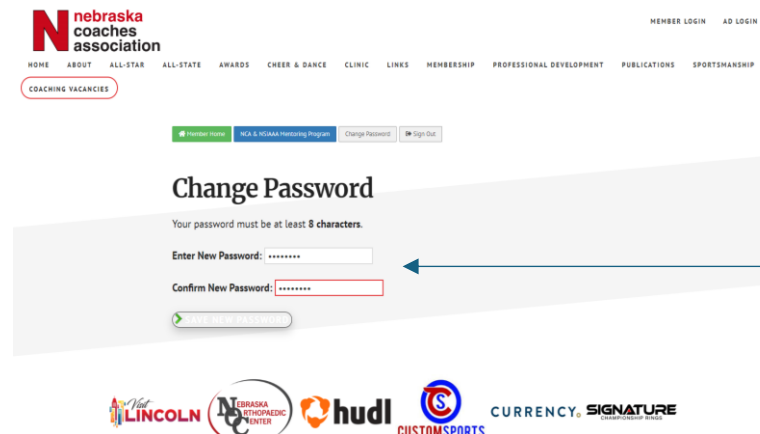 nebraska
coaches
association
MEMBER LOGIN AD LOGIN
HOME ABOUT ALL-STAR ALL-STATE AWARDS CHEER & DANCE CLINIC LINKS MEMBERSHIP PROFESSIONAL DEVELOPMENT PUBLICATIONS SPORTSMANSHIP
COACHING VACANCIES
Member Home NCA & NSIAAA Mentoring Program Change Password Sign Out
Change Password
Your password must be at least 8 characters.
Enter New Password: ••••••••
Confirm New Password: ••••••••
SAVE NEW PASSWORD
Visit
LINCOLN
NEBRASKA
ORTHOPAEDIC
CENTER
hudl
CUSTOMSPORTS
CURRENCY.
SIGNATURE
CHAMPIONSHIP RINGS